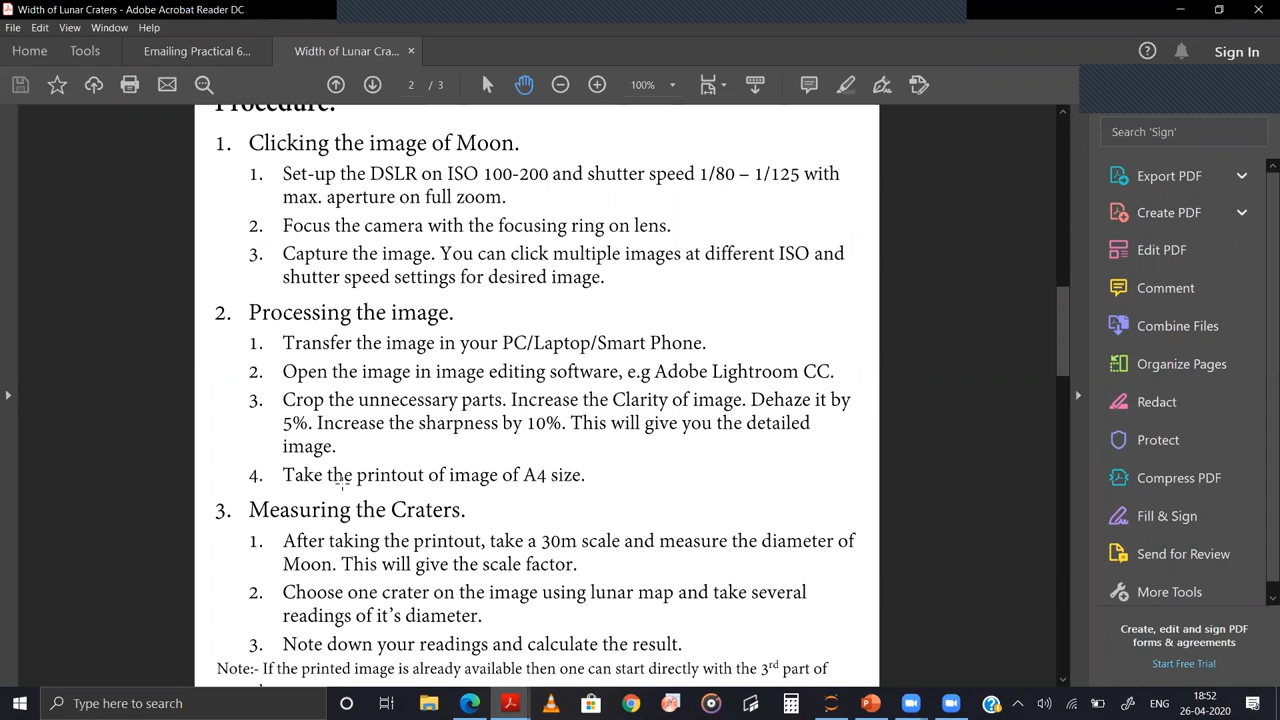 Width of Lunar Craters - Adobe Acrobat Reader DC
File Edit View Window Help
Home Tools Emailing Practical 6... Width of Lunar Cra... × Sign In
2 / 3 100%
Procedure:
1. Clicking the image of Moon.
1. Set-up the DSLR on ISO 100-200 and shutter speed 1/80 – 1/125 with
max. aperture on full zoom.
2. Focus the camera with the focusing ring on lens.
3. Capture the image. You can click multiple images at different ISO and
shutter speed settings for desired image.
2. Processing the image.
1. Transfer the image in your PC/Laptop/Smart Phone.
2. Open the image in image editing software, e.g Adobe Lightroom CC.
3. Crop the unnecessary parts. Increase the Clarity of image. Dehaze it by
5%. Increase the sharpness by 10%. This will give you the detailed
image.
4. Take the printout of image of A4 size.
3. Measuring the Craters.
1. After taking the printout, take a 30m scale and measure the diameter of
Moon. This will give the scale factor.
2. Choose one crater on the image using lunar map and take several
readings of it's diameter.
3. Note down your readings and calculate the result.
Note:- If the printed image is already available then one can start directly with the 3rd part of
Search 'Sign'
Export PDF
Create PDF
Edit PDF
Comment
Combine Files
Organize Pages
Redact
Protect
Compress PDF
Fill & Sign
Send for Review
More Tools
Create, edit and sign PDF
forms & agreements
Start Free Trial
Type here to search
ENG
18:52
26-04-2020